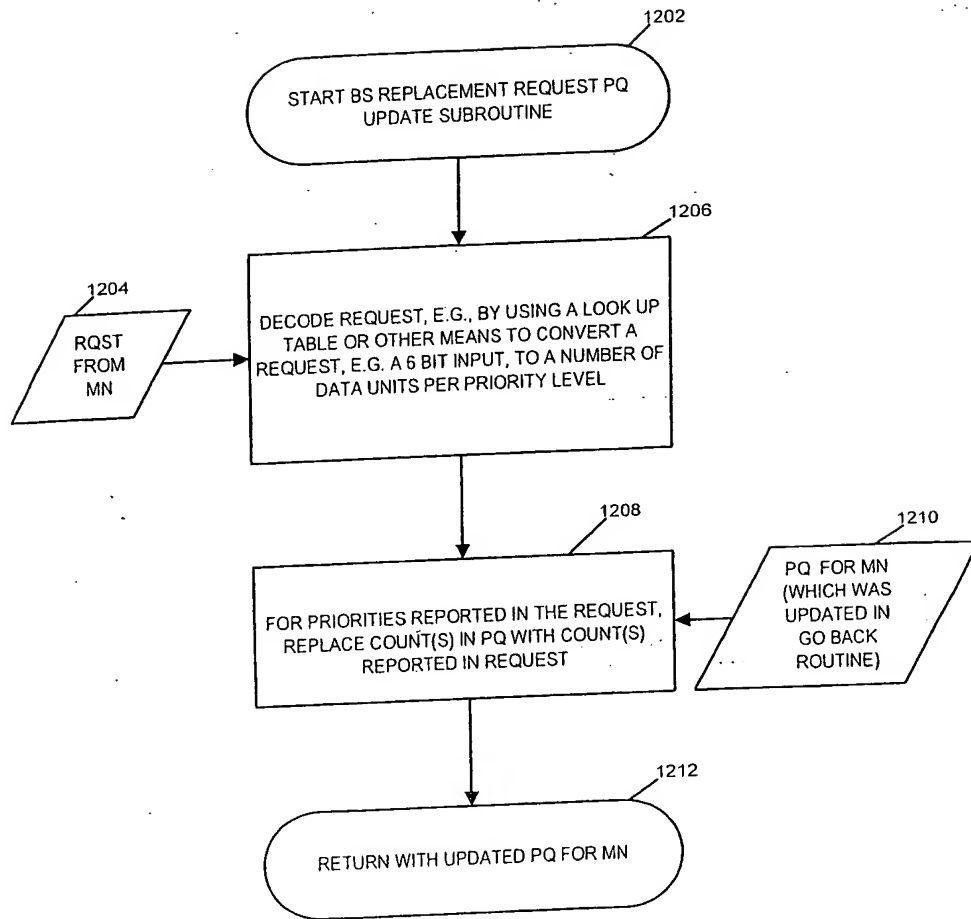 1202
START BS REPLACEMENT REQUEST PQ
UPDATE SUBROUTINE
1206
1204
RQST
FROM
MN
DECODE REQUEST, E.G., BY USING A LOOK UP
TABLE OR OTHER MEANS TO CONVERT A
REQUEST, E.G. A 6 BIT INPUT, TO A NUMBER OF
DATA UNITS PER PRIORITY LEVEL
1208
1210
FOR PRIORITIES REPORTED IN THE REQUEST,
REPLACE COUNT(S) IN PQ WITH COUNT(S)
REPORTED IN REQUEST
PQ FOR MN
(WHICH WAS
UPDATED IN
GO BACK
ROUTINE)
1212
RETURN WITH UPDATED PQ FOR MN